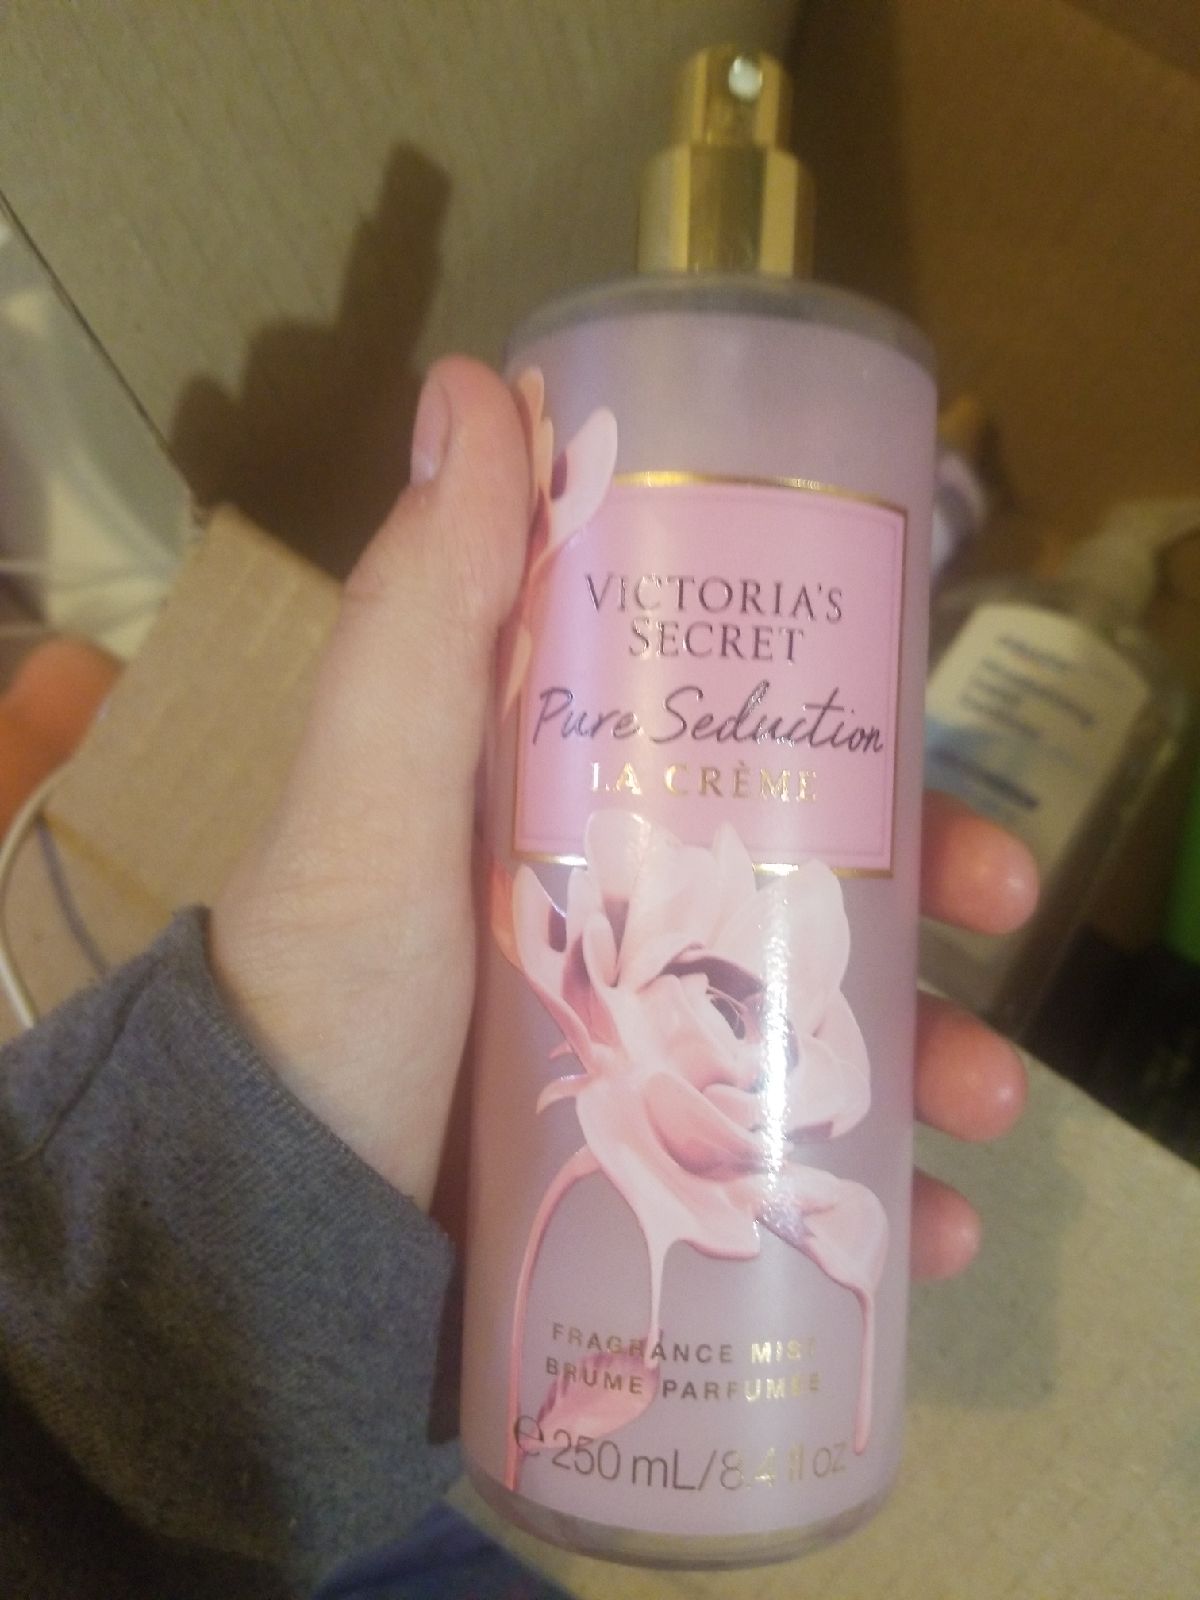 VICTORIA'S
SECRET
Pure Seduction
LA CRÈME
FRAGRANCE MIST
BRUME PARFUMÉE
℮ 250 mL/8.4 fl oz